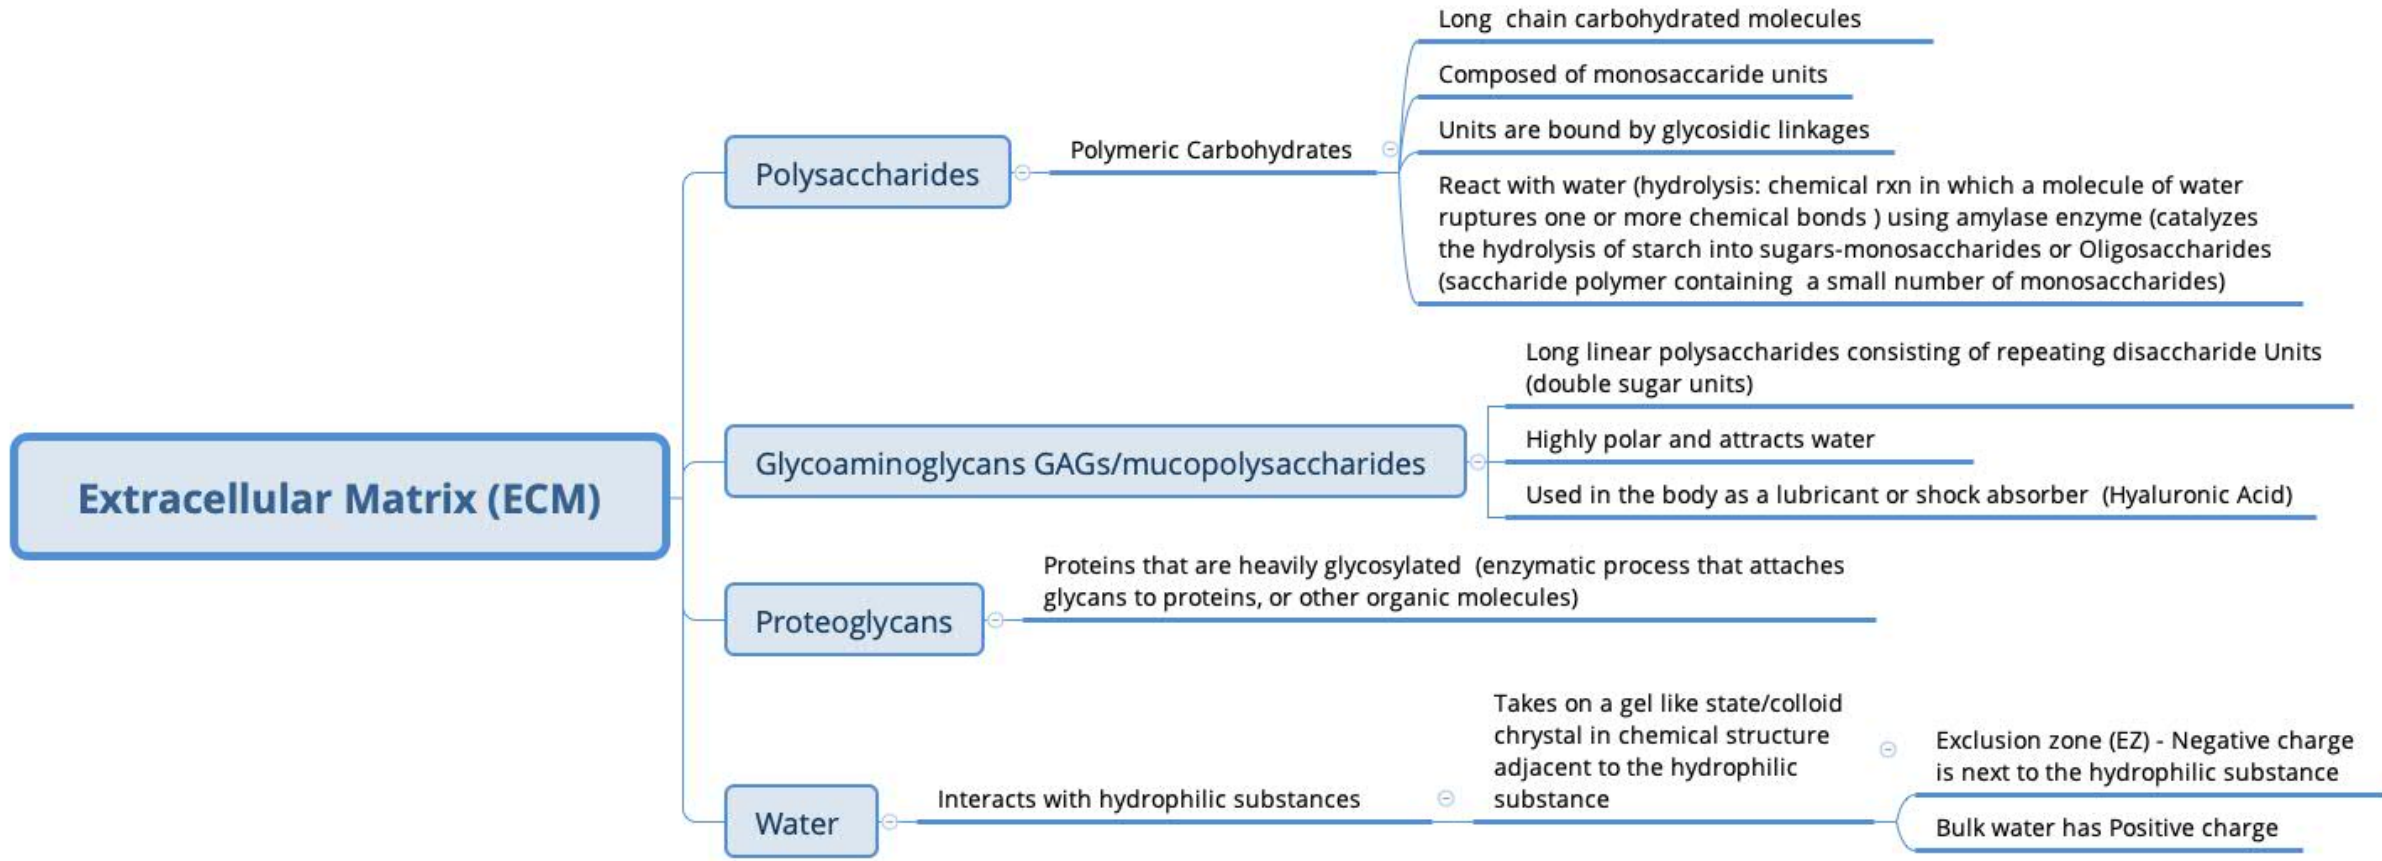 Extracellular Matrix (ECM)
Polysaccharides
Polymeric Carbohydrates
Long  chain carbohydrated molecules
Composed of monosaccaride units
Units are bound by glycosidic linkages
React with water (hydrolysis: chemical rxn in which a molecule of water
ruptures one or more chemical bonds ) using amylase enzyme (catalyzes
the hydrolysis of starch into sugars-monosaccharides or Oligosaccharides
(saccharide polymer containing  a small number of monosaccharides)
Glycoaminoglycans GAGs/mucopolysaccharides
Long linear polysaccharides consisting of repeating disaccharide Units
(double sugar units)
Highly polar and attracts water
Used in the body as a lubricant or shock absorber  (Hyaluronic Acid)
Proteoglycans
Proteins that are heavily glycosylated  (enzymatic process that attaches
glycans to proteins, or other organic molecules)
Water
Interacts with hydrophilic substances
Takes on a gel like state/colloid
chrystal in chemical structure
adjacent to the hydrophilic
substance
Exclusion zone (EZ) - Negative charge
is next to the hydrophilic substance
Bulk water has Positive charge